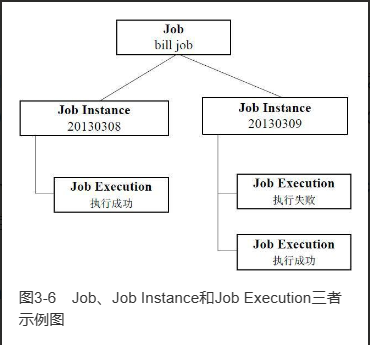 Job
bill job
Job Instance
20130308
Job Instance
20130309
Job Execution
执行成功
Job Execution
执行失败
Job Execution
执行成功
图3-6 Job、Job Instance和Job Execution三者
示例图